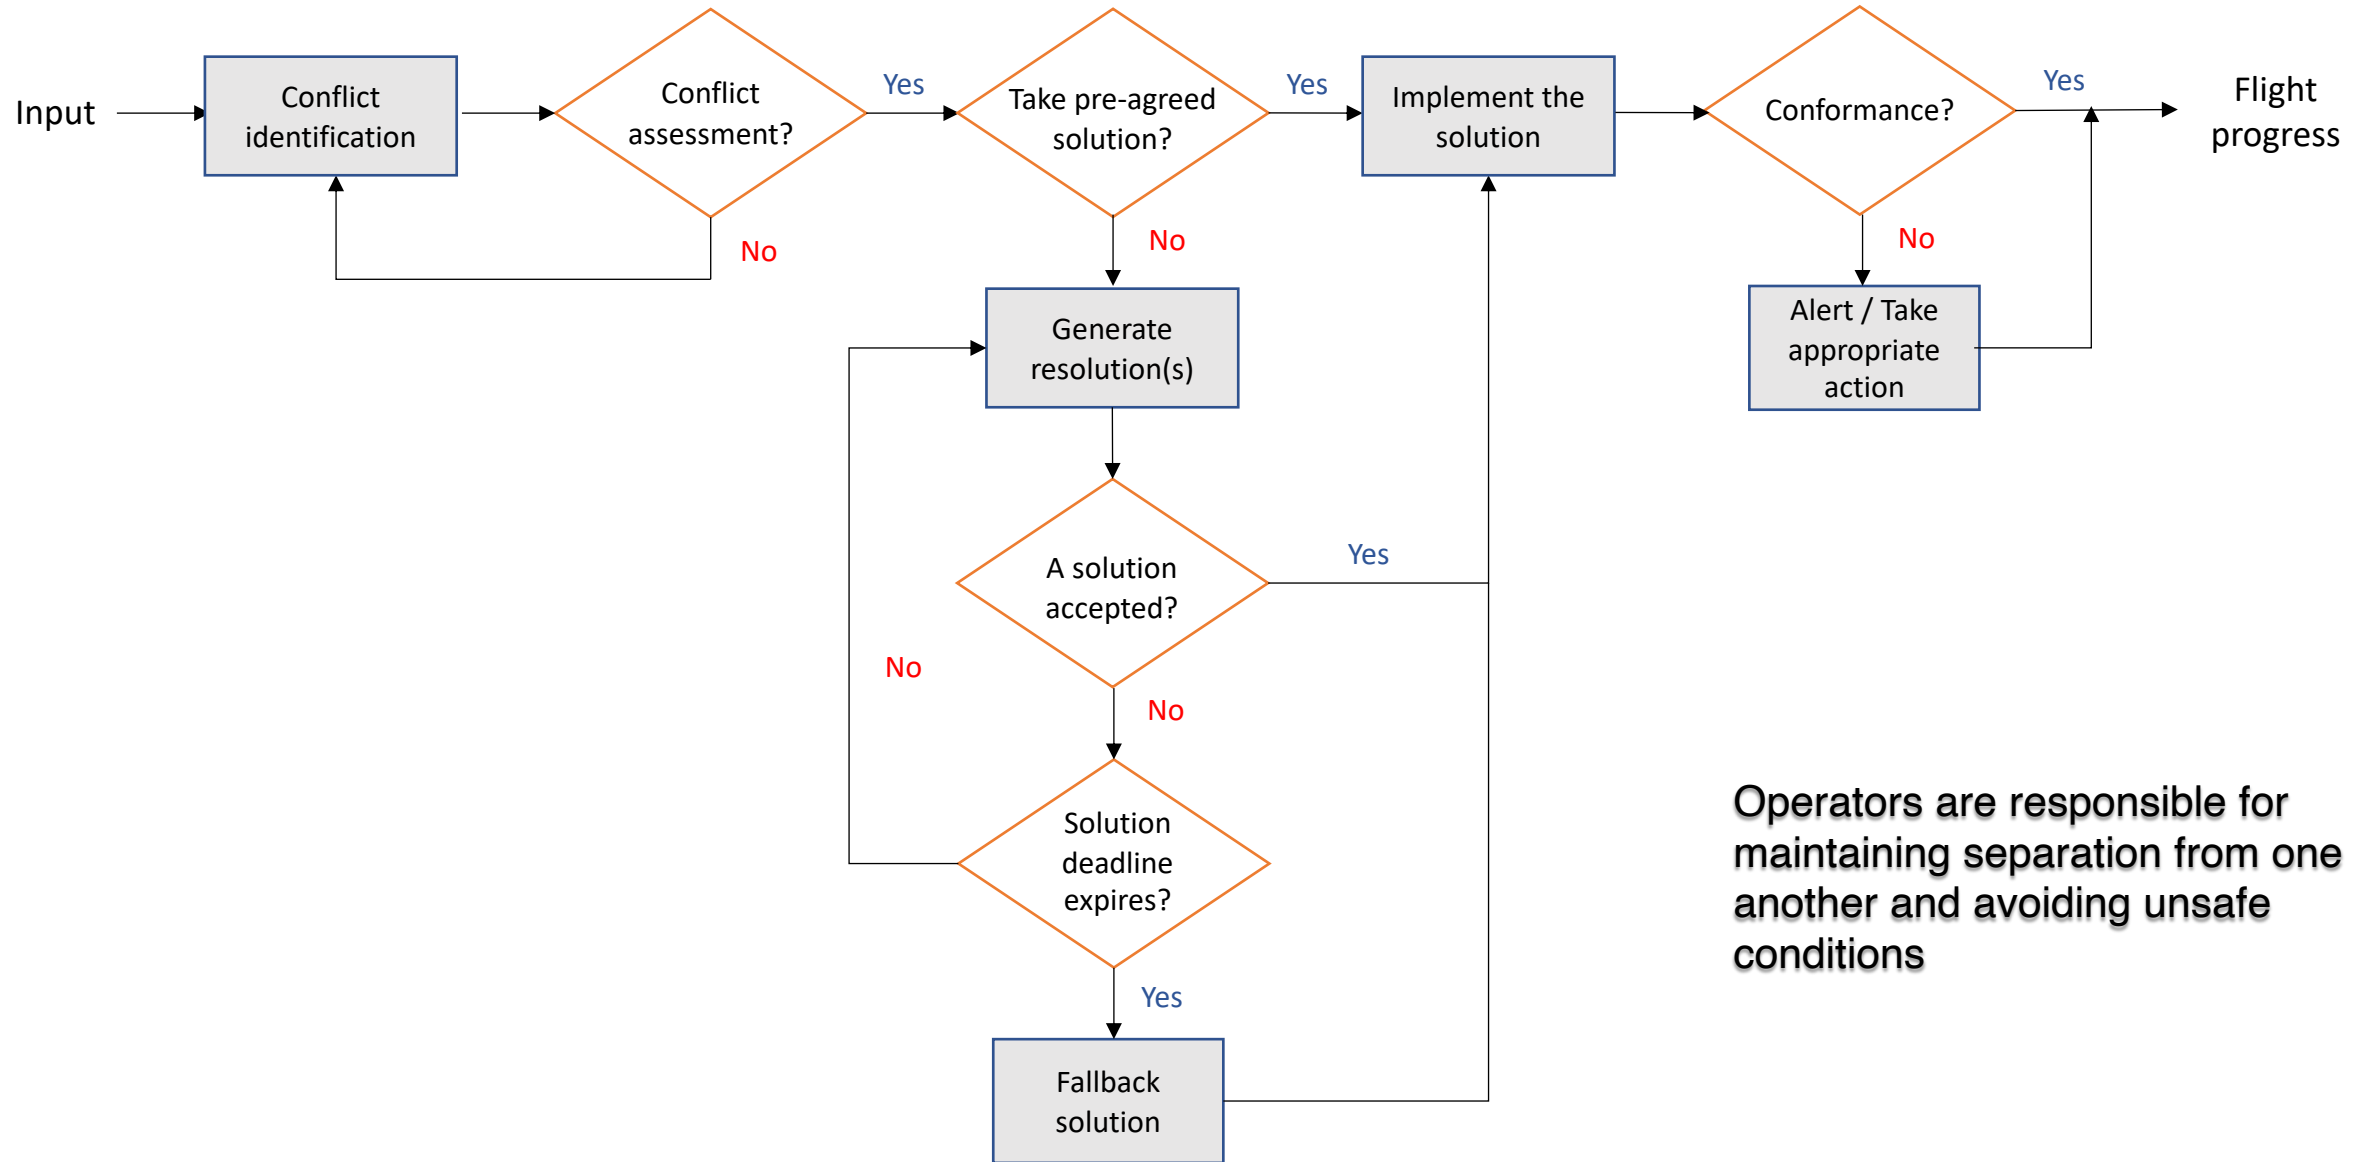 Input
Conflict
identification
Conflict
assessment?
Yes
No
Take pre-agreed
solution?
Yes
No
Implement the
solution
Conformance?
Yes
Flight
progress
No
Alert / Take
appropriate
action
Generate
resolution(s)
A solution
accepted?
Yes
No
No
Solution
deadline
expires?
Yes
Fallback
solution
Operators are responsible for
maintaining separation from one
another and avoiding unsafe
conditions